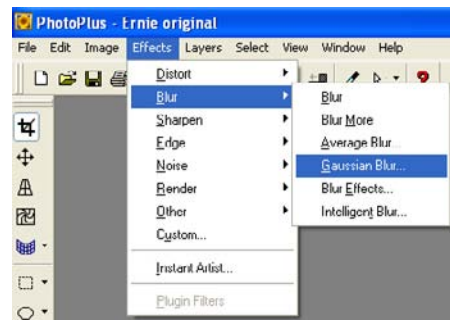 PhotoPlus - Ernie original
File Edit Image Effects Layers Select View Window Help
Distort
Blur
Sharpen
Edge
Noise
Render
Other
Custom...
Instant Artist...
Plugin Filters
Blur
Blur More
Average Blur...
Gaussian Blur...
Blur Effects...
Intelligent Blur...